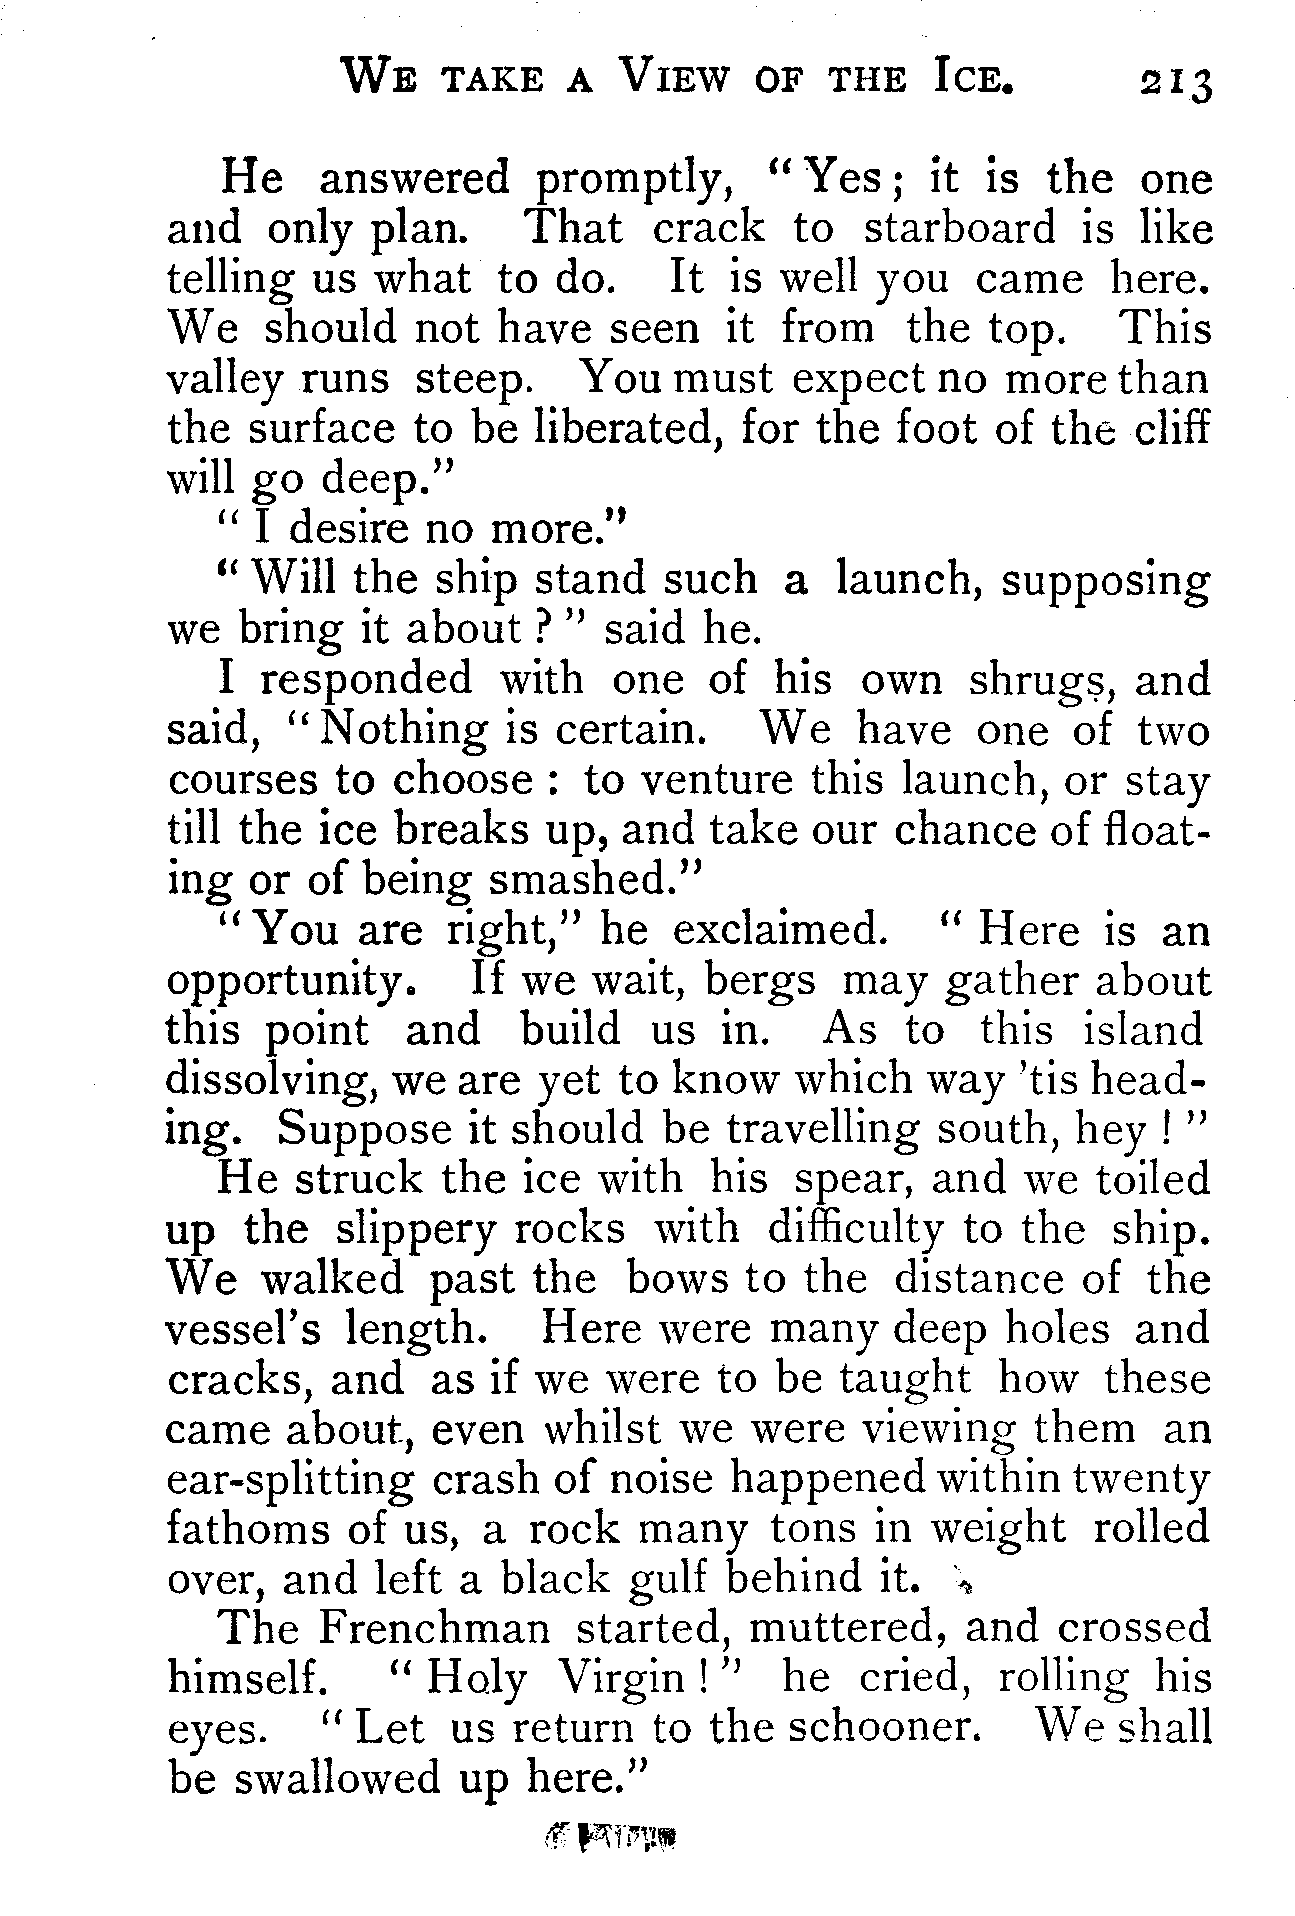 We take a View of the Ice. 213
He answered promptly, "Yes; it is the one
and only plan. That crack to starboard is like
telling us what to do. It is well you came here.
We should not have seen it from the top. This
valley runs steep. You must expect no more than
the surface to be liberated, for the foot of the cliff
will go deep."
"I desire no more."
"Will the ship stand such a launch, supposing
we bring it about?" said he.
I responded with one of his own shrugs, and
said, "Nothing is certain. We have one of two
courses to choose: to venture this launch, or stay
till the ice breaks up, and take our chance of float-
ing or of being smashed."
"You are right," he exclaimed. "Here is an
opportunity. If we wait, bergs may gather about
this point and build us in. As to this island
dissolving, we are yet to know which way 'tis head-
ing. Suppose it should be travelling south, hey!"
He struck the ice with his spear, and we toiled
up the slippery rocks with difficulty to the ship.
We walked past the bows to the distance of the
vessel's length. Here were many deep holes and
cracks, and as if we were to be taught how these
came about, even whilst we were viewing them an
ear-splitting crash of noise happened within twenty
fathoms of us, a rock many tons in weight rolled
over, and left a black gulf behind it.
The Frenchman started, muttered, and crossed
himself. "Holy Virgin!" he cried, rolling his
eyes. "Let us return to the schooner. We shall
be swallowed up here."